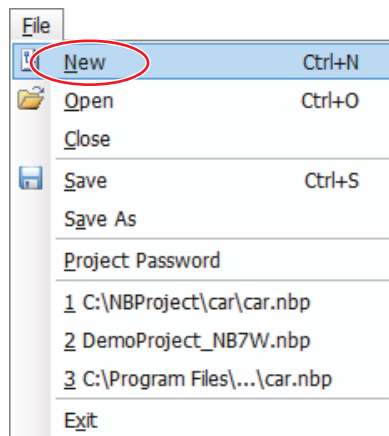 File
New Ctrl+N
Open Ctrl+O
Close
Save Ctrl+S
Save As
Project Password
1 C:\NBProject\car\car.nbp
2 DemoProject_NB7W.nbp
3 C:\Program Files\...\car.nbp
Exit